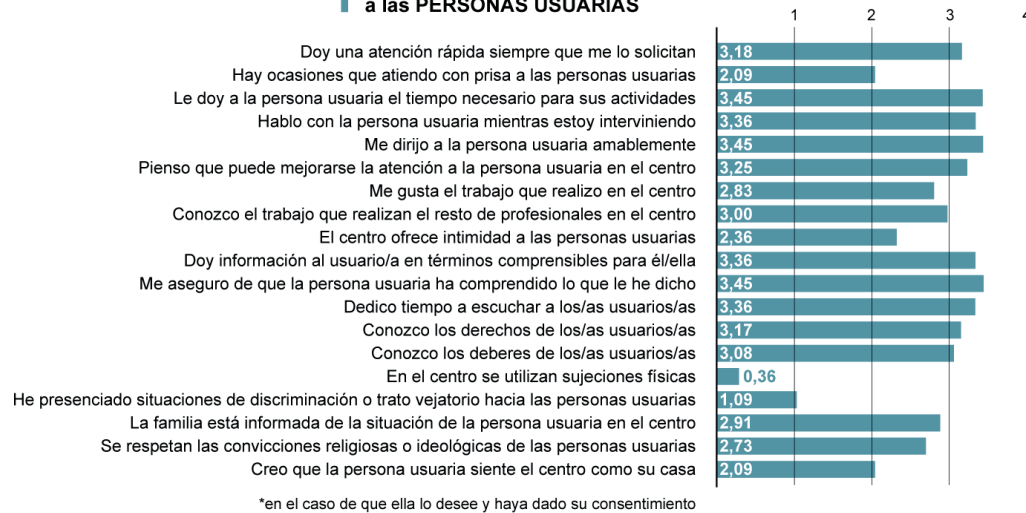 a las PERSONAS USUARIAS
1 2 3 4
Doy una atención rápida siempre que me lo solicitan 3,18
Hay ocasiones que atiendo con prisa a las personas usuarias 2,09
Le doy a la persona usuaria el tiempo necesario para sus actividades 3,45
Hablo con la persona usuaria mientras estoy interviniendo 3,36
Me dirijo a la persona usuaria amablemente 3,45
Pienso que puede mejorarse la atención a la persona usuaria en el centro 3,25
Me gusta el trabajo que realizo en el centro 2,83
Conozco el trabajo que realizan el resto de profesionales en el centro 3,00
El centro ofrece intimidad a las personas usuarias 2,36
Doy información al usuario/a en términos comprensibles para él/ella 3,36
Me aseguro de que la persona usuaria ha comprendido lo que le he dicho 3,45
Dedico tiempo a escuchar a los/as usuarios/as 3,36
Conozco los derechos de los/as usuarios/as 3,17
Conozco los deberes de los/as usuarios/as 3,08
En el centro se utilizan sujeciones físicas 0,36
He presenciado situaciones de discriminación o trato vejatorio hacia las personas usuarias 1,09
La familia está informada de la situación de la persona usuaria en el centro 2,91
Se respetan las convicciones religiosas o ideológicas de las personas usuarias 2,73
Creo que la persona usuaria siente el centro como su casa 2,09
*en el caso de que ella lo desee y haya dado su consentimiento